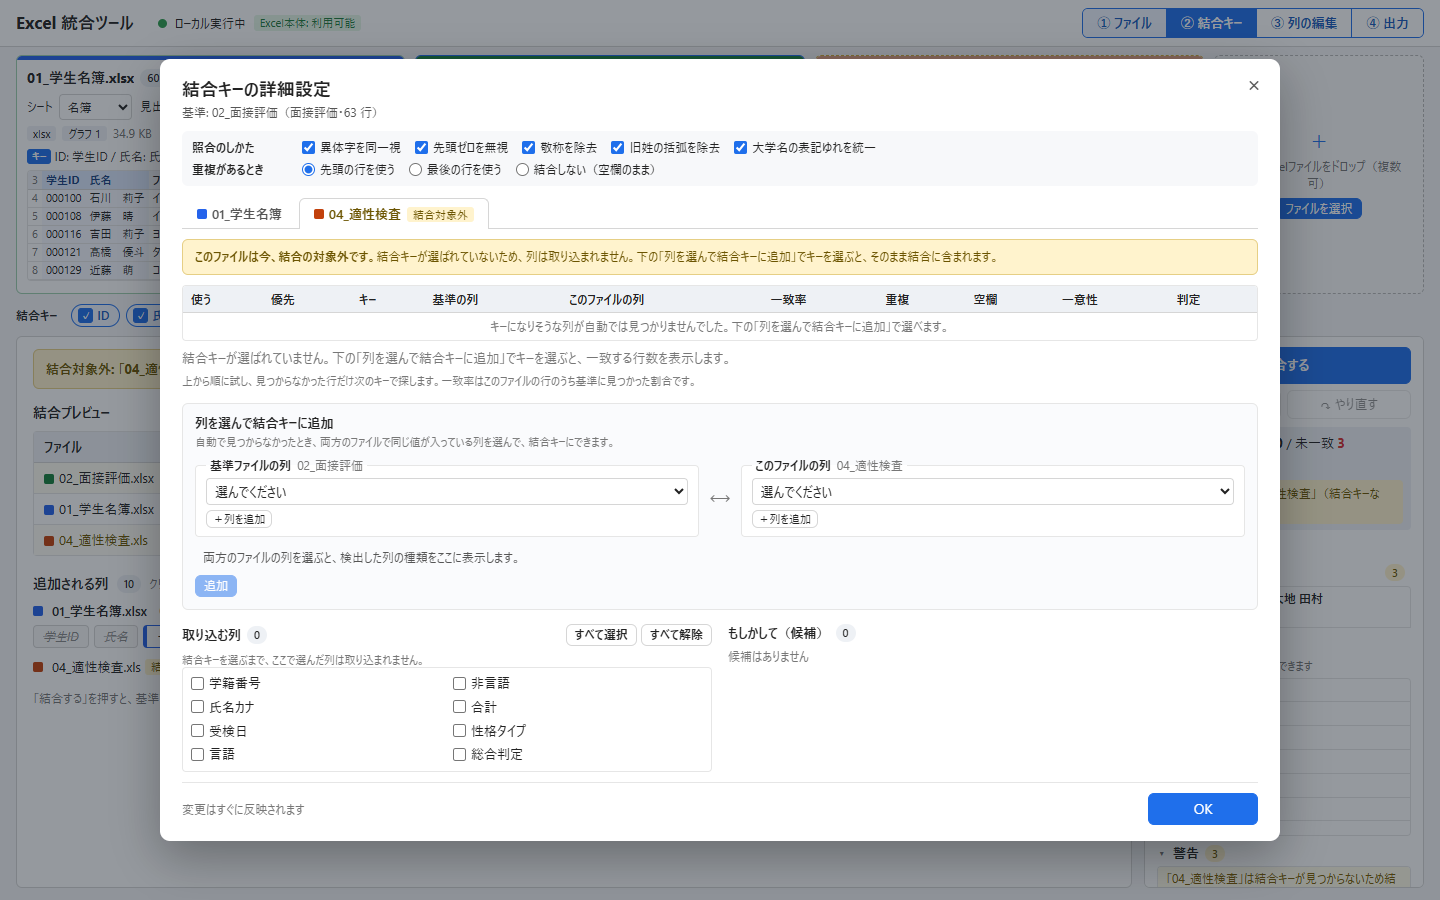 Excel 統合ツール
ローカル実行中
Excel本体: 利用可能
① ファイル
② 結合キー
③ 列の編集
④ 出力
01_学生名簿.xlsx
60
シート
名簿
xlsx
グラフ 1
34.9 KB
キー
ID: 学生ID / 氏名:
3 学生ID 氏名
4 000104 石川 莉子
5 000108 伊藤 晴
6 000116 吉田 莉子
7 000121 高橋 優斗
8 000129 近藤 萌
ファイルをドロップ（複数
可）
ファイルを選択
結合キー
ID
結合対象外:「04_適
結合プレビュー
ファイル
02_面接評価.xlsx
01_学生名簿.xlsx
04_適性検査.xls
追加される列
10
01_学生名簿.xlsx
学生ID
氏名
04_適性検査.xls
「結合する」を押すと、基準
結合キーの詳細設定
×
基準: 02_面接評価（面接評価・63 行）
照合のしかた
異体字を同一視
先頭ゼロを無視
敬称を除去
旧姓の括弧を除去
大学名の表記ゆれを統一
重複があるとき
先頭の行を使う
最後の行を使う
結合しない（空欄のまま）
01_学生名簿
04_適性検査
結合対象外
このファイルは今、結合の対象外です。結合キーが選ばれていないため、列は取り込まれません。下の「列を選んで結合キーに追加」でキーを選ぶと、そのまま結合に含まれます。
使う
優先
キー
基準の列
このファイルの列
一致率
重複
空欄
一意性
判定
キーになりそうな列が自動では見つかりませんでした。下の「列を選んで結合キーに追加」で選べます。
結合キーが選ばれていません。下の「列を選んで結合キーに追加」でキーを選ぶと、一致する行数を表示します。
上から順に試し、見つからなかった行だけ次のキーで探します。一致率はこのファイルの行のうち基準に見つかった割合です。
列を選んで結合キーに追加
自動で見つからなかったとき、両方のファイルで同じ値が入っている列を選んで、結合キーにできます。
基準ファイルの列 02_面接評価
選んでください
+ 列を追加
↔
このファイルの列 04_適性検査
選んでください
+ 列を追加
両方のファイルの列を選ぶと、検出した列の種類をここに表示します。
追加
取り込む列
0
すべて選択
すべて解除
結合キーを選ぶまで、ここで選んだ列は取り込まれません。
学籍番号
非言語
氏名カナ
合計
受検日
性格タイプ
言語
総合判定
もしかして（候補）
0
候補はありません
変更はすぐに反映されます
OK
する
やり直す
/ 未一致 3
性検査」（結合キーな
3
大地 田村
できます
警告
3
「04_適性検査」は結合キーが見つからないため結